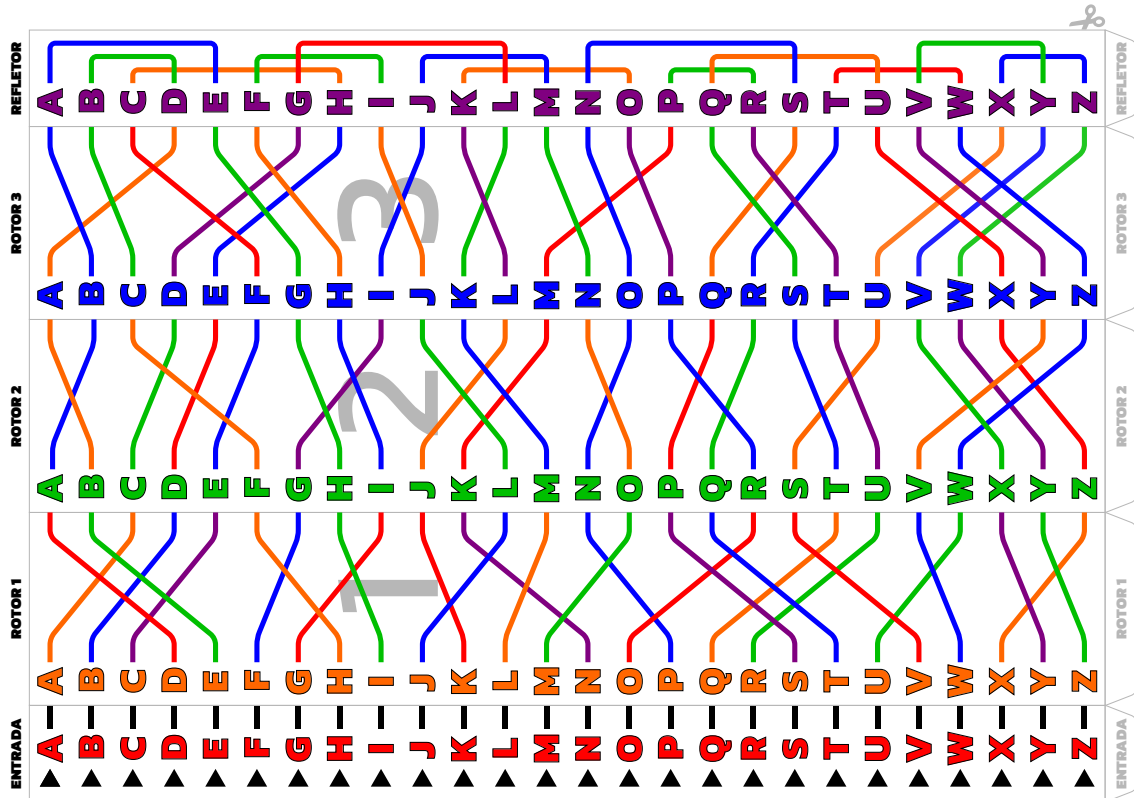 REFLETOR A B C D E F G H I J K L M N O P Q R S T U V W X Y Z REFLETOR
ROTOR 3 3 ROTOR 3
A B C D E F G H I J K L M N O P Q R S T U V W X Y Z
ROTOR 2 2 ROTOR 2
A B C D E F G H I J K L M N O P Q R S T U V W X Y Z
ROTOR 1 1 ROTOR 1
A B C D E F G H I J K L M N O P Q R S T U V W X Y Z
ENTRADA A B C D E F G H I J K L M N O P Q R S T U V W X Y Z ENTRADA